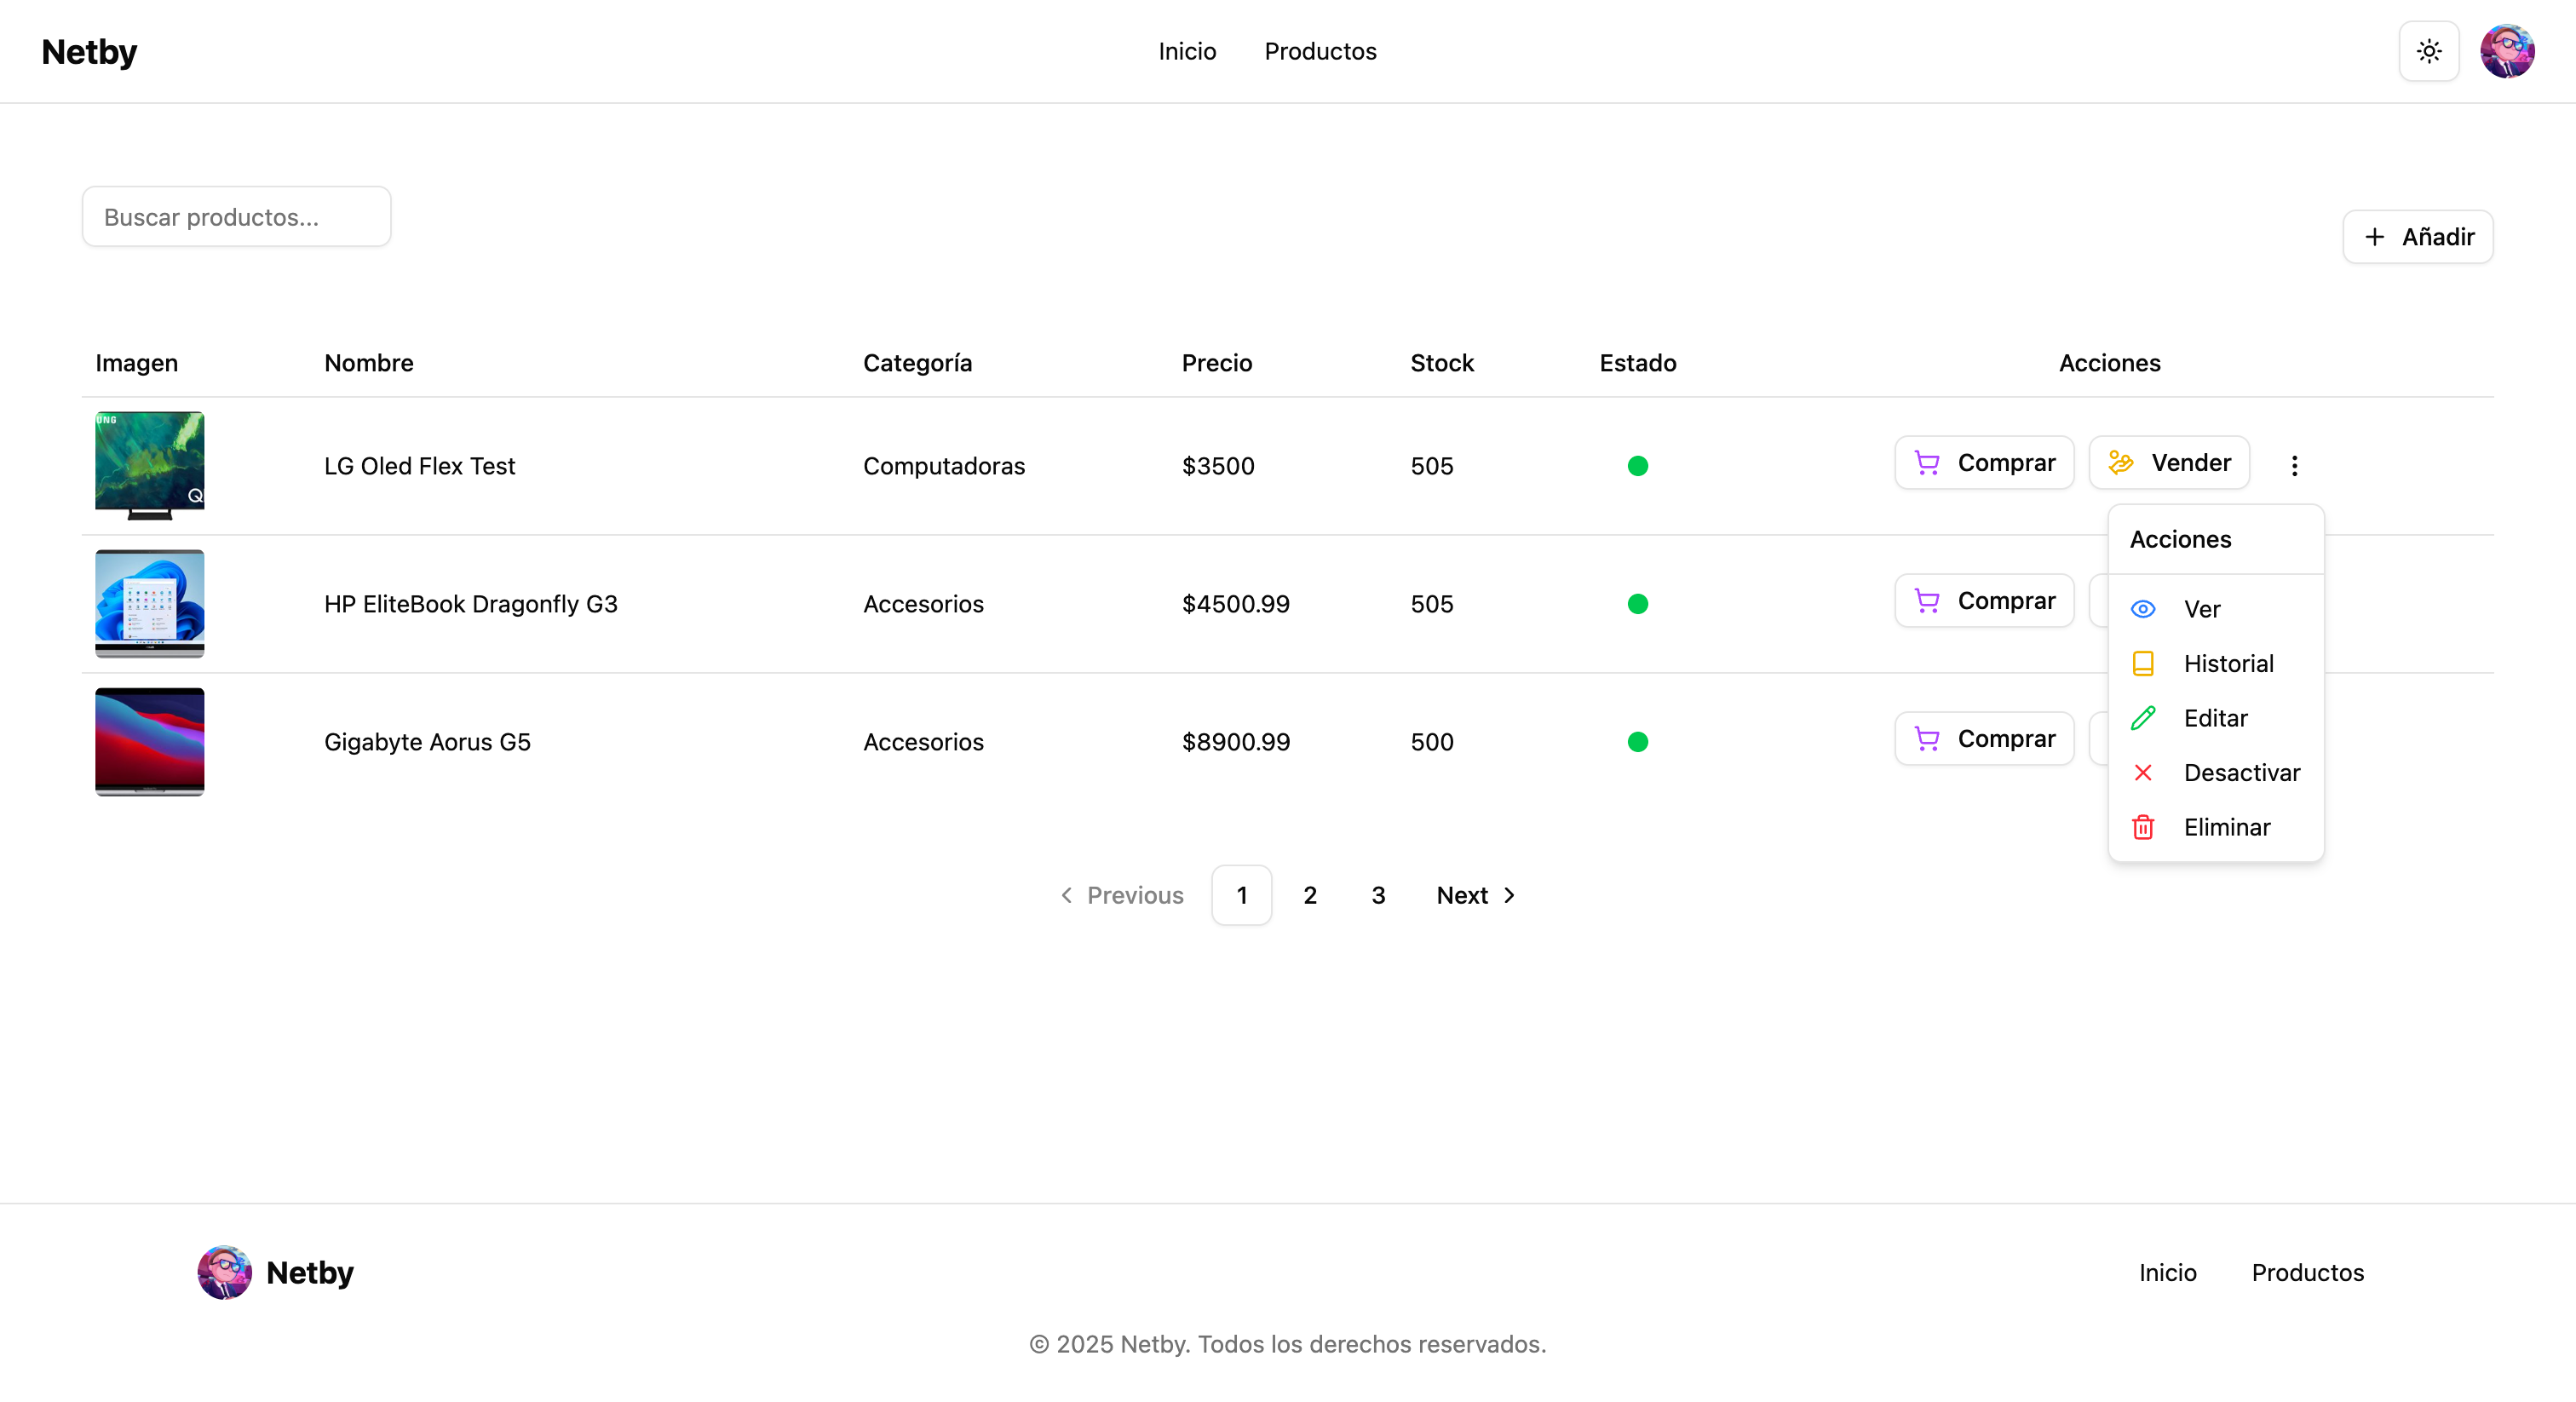 Netby
Inicio Productos
Buscar productos...
+ Añadir
Imagen Nombre Categoría Precio Stock Estado Acciones
UNG
Q
LG Oled Flex Test Computadoras $3500 505 Comprar Vender
HP EliteBook Dragonfly G3 Accesorios $4500.99 505 Comprar
Gigabyte Aorus G5 Accesorios $8900.99 500 Comprar
Acciones
Ver
Historial
Editar
Desactivar
Eliminar
Previous 1 2 3 Next
Netby
Inicio Productos
© 2025 Netby. Todos los derechos reservados.